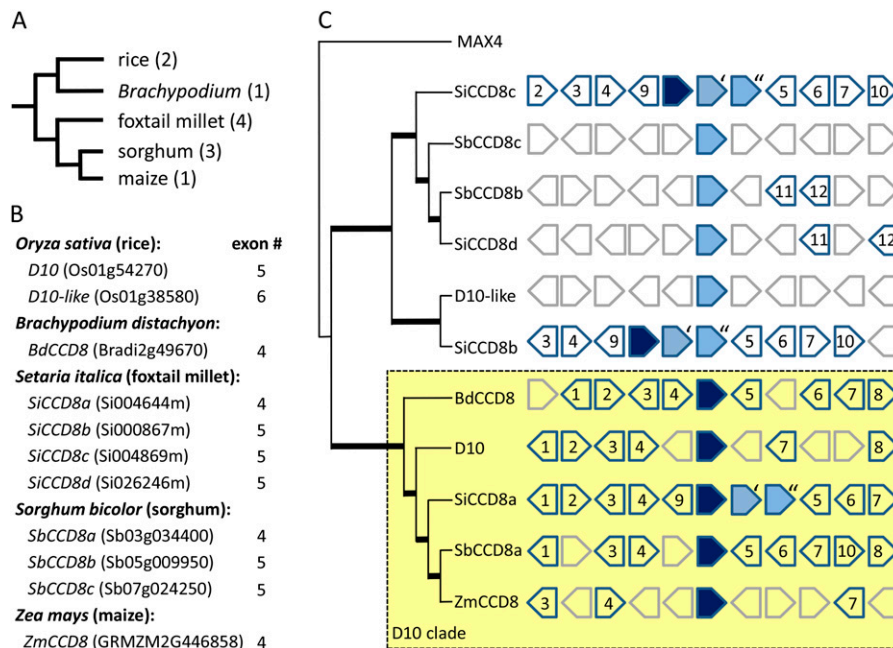 A
rice (2)
Brachypodium (1)
foxtail millet (4)
sorghum (3)
maize (1)
B
Oryza sativa (rice): exon #
D10 (Os01g54270) 5
D10-like (Os01g38580) 6
Brachypodium distachyon:
BdCCD8 (Bradi2g49670) 4
Setaria italica (foxtail millet):
SiCCD8a (Si004644m) 4
SiCCD8b (Si000867m) 5
SiCCD8c (Si004869m) 5
SiCCD8d (Si026246m) 5
Sorghum bicolor (sorghum):
SbCCD8a (Sb03g034400) 4
SbCCD8b (Sb05g009950) 5
SbCCD8c (Sb07g024250) 5
Zea mays (maize):
ZmCCD8 (GRMZM2G446858) 4
C
MAX4
SiCCD8c 2 3 4 9 ‘ “ 5 6 7 10
SbCCD8c
SbCCD8b 11 12
SiCCD8d 11 12
D10-like
SiCCD8b 3 4 9 ‘ “ 5 6 7 10
BdCCD8 1 2 3 4 5 6 7 8
D10 1 2 3 4 7 8
SiCCD8a 1 2 3 4 9 ‘ “ 5 6 7
SbCCD8a 1 3 4 5 6 7 10 8
ZmCCD8 3 4 7
D10 clade